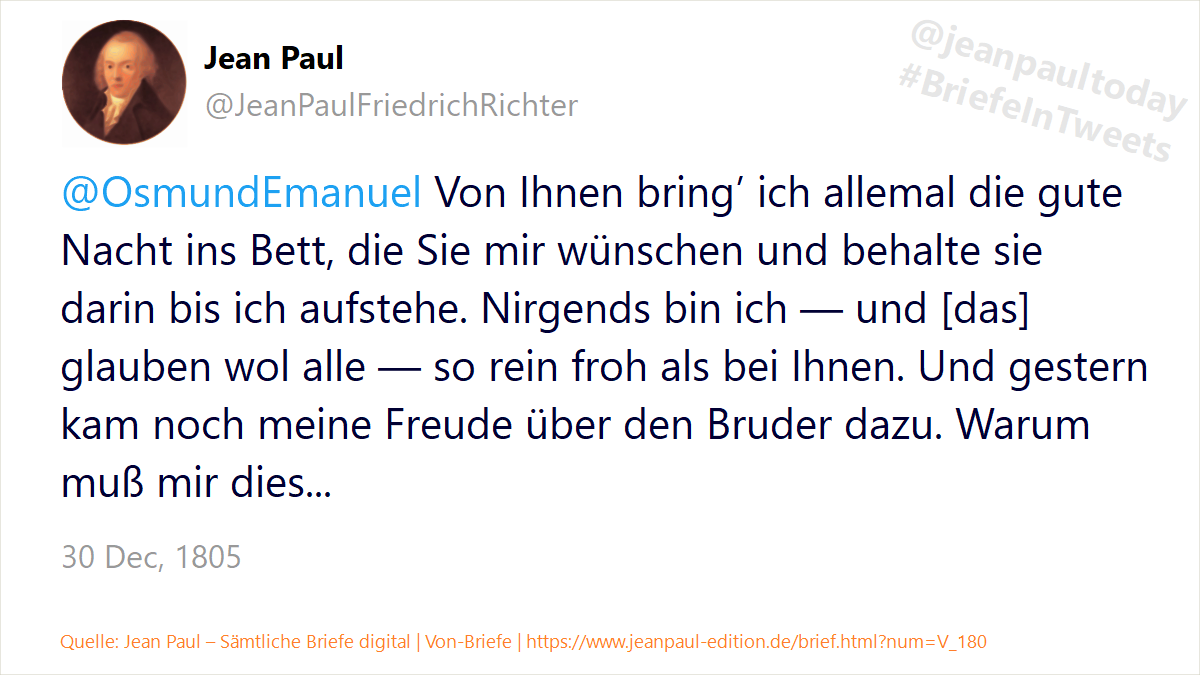 Jean Paul
@JeanPaulFriedrichRichter
@jeanpaultoday
#BriefeInTweets
@OsmundEmanuel Von Ihnen bring’ ich allemal die gute
Nacht ins Bett, die Sie mir wünschen und behalte sie
darin bis ich aufstehe. Nirgends bin ich — und [das]
glauben wol alle — so rein froh als bei Ihnen. Und gestern
kam noch meine Freude über den Bruder dazu. Warum
muß mir dies...
30 Dec, 1805
Quelle: Jean Paul – Sämtliche Briefe digital | Von-Briefe | https://www.jeanpaul-edition.de/brief.html?num=V_180